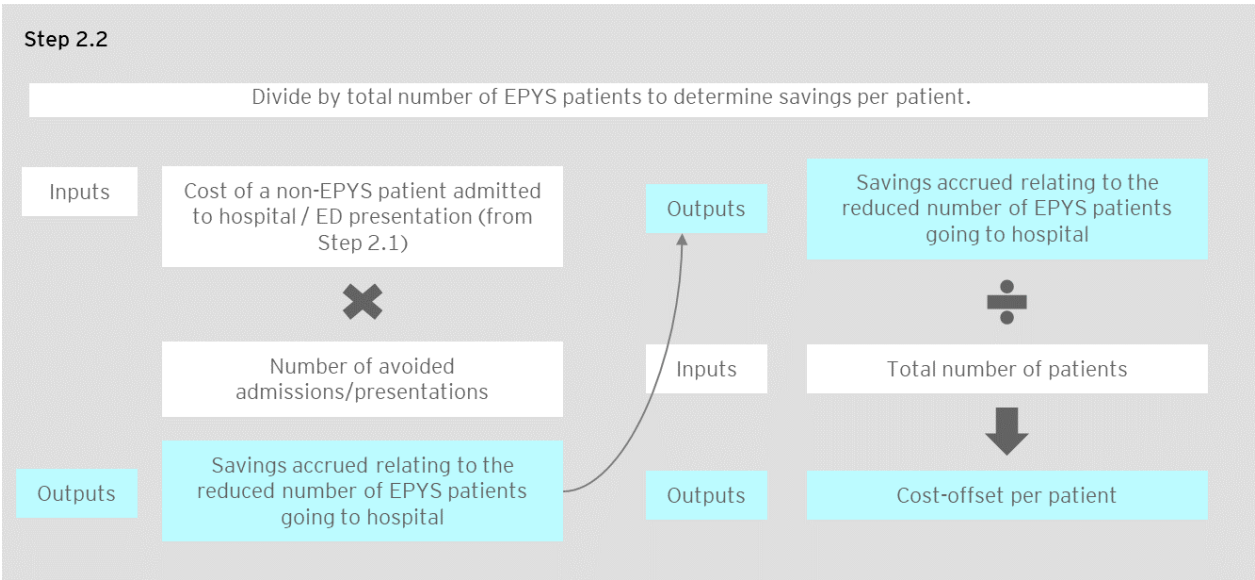 Step 2.2
Divide by total number of EPYS patients to determine savings per patient.
Inputs
Cost of a non-EPYS patient admitted
to hospital / ED presentation (from
Step 2.1)
Number of avoided
admissions/presentations
Outputs
Savings accrued relating to the
reduced number of EPYS patients
going to hospital
Outputs
Savings accrued relating to the
reduced number of EPYS patients
going to hospital
Inputs
Total number of patients
Outputs
Cost-offset per patient